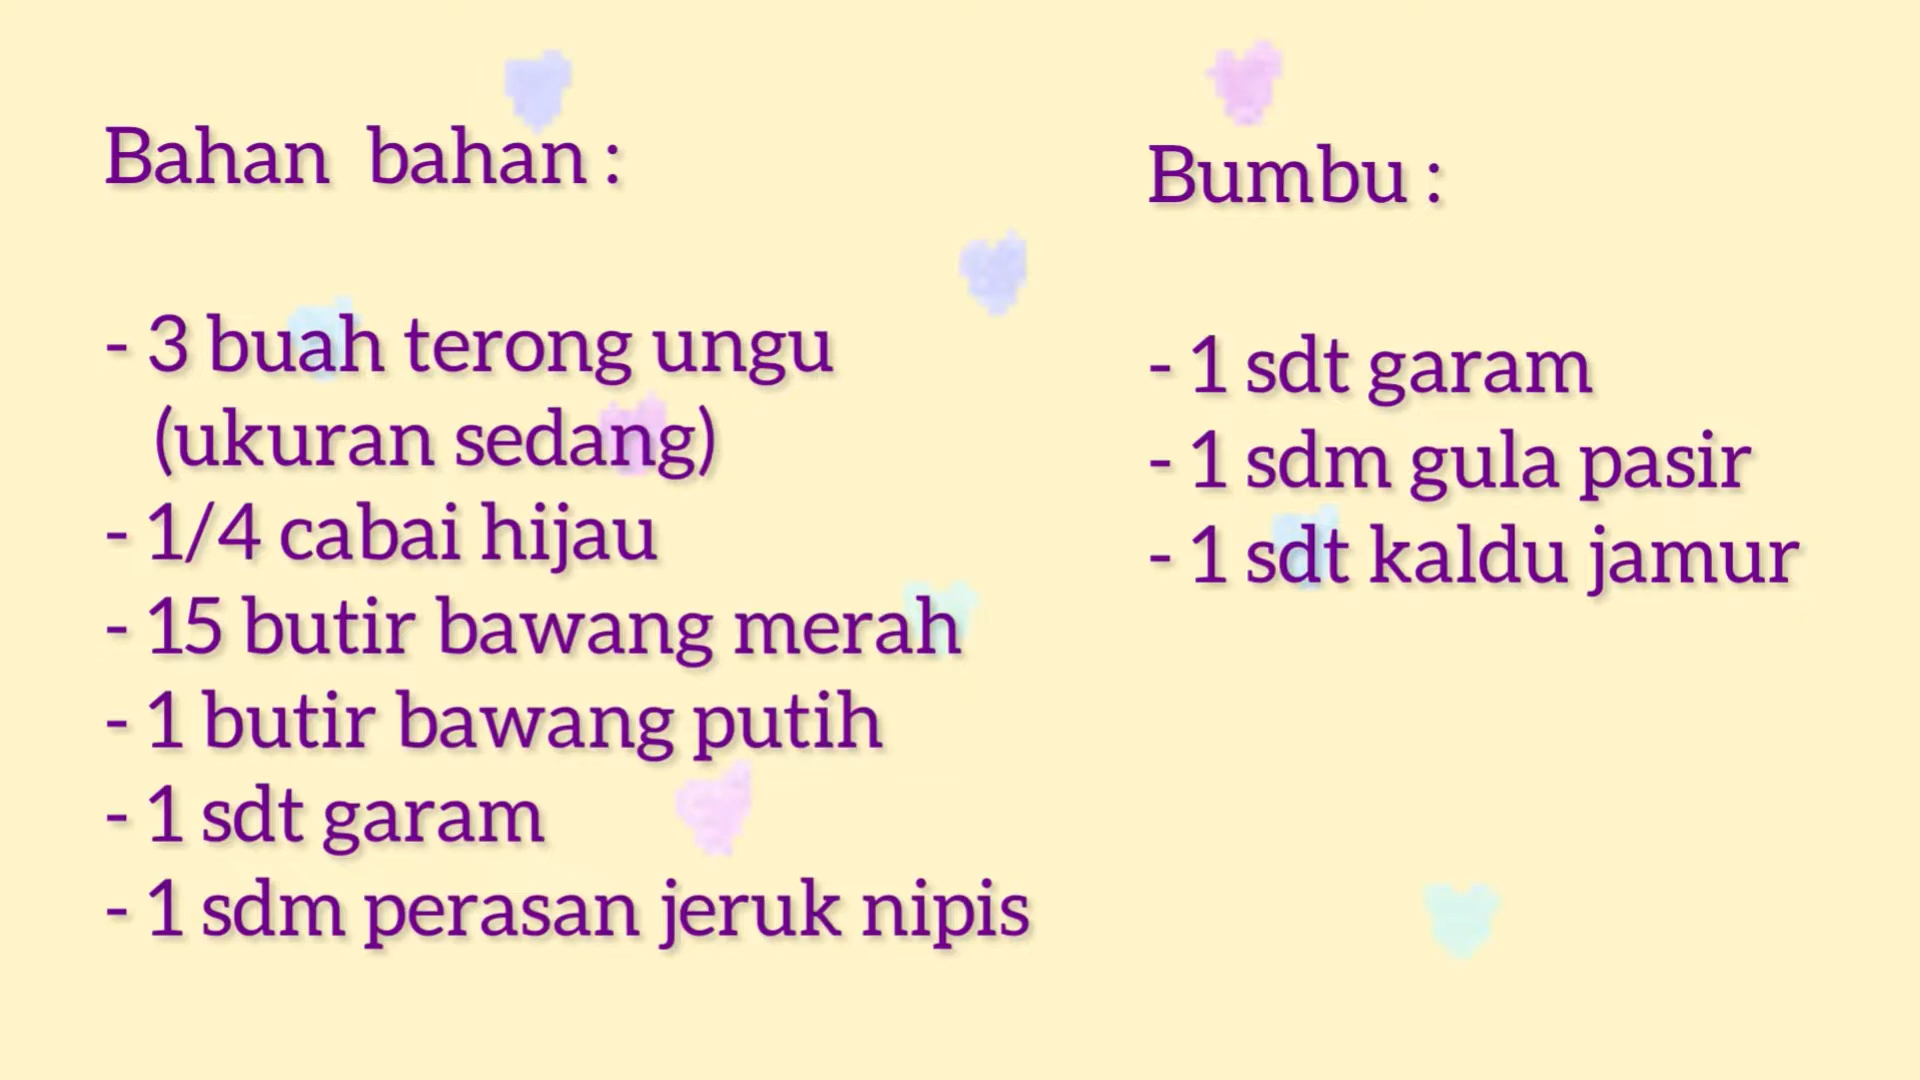 Bahan bahan :
- 3 buah terong ungu
(ukuran sedang)
- 1/4 cabai hijau
- 15 butir bawang merah
- 1 butir bawang putih
- 1 sdt garam
- 1 sdm perasan jeruk nipis
Bumbu :
- 1 sdt garam
- 1 sdm gula pasir
- 1 sdt kaldu jamur